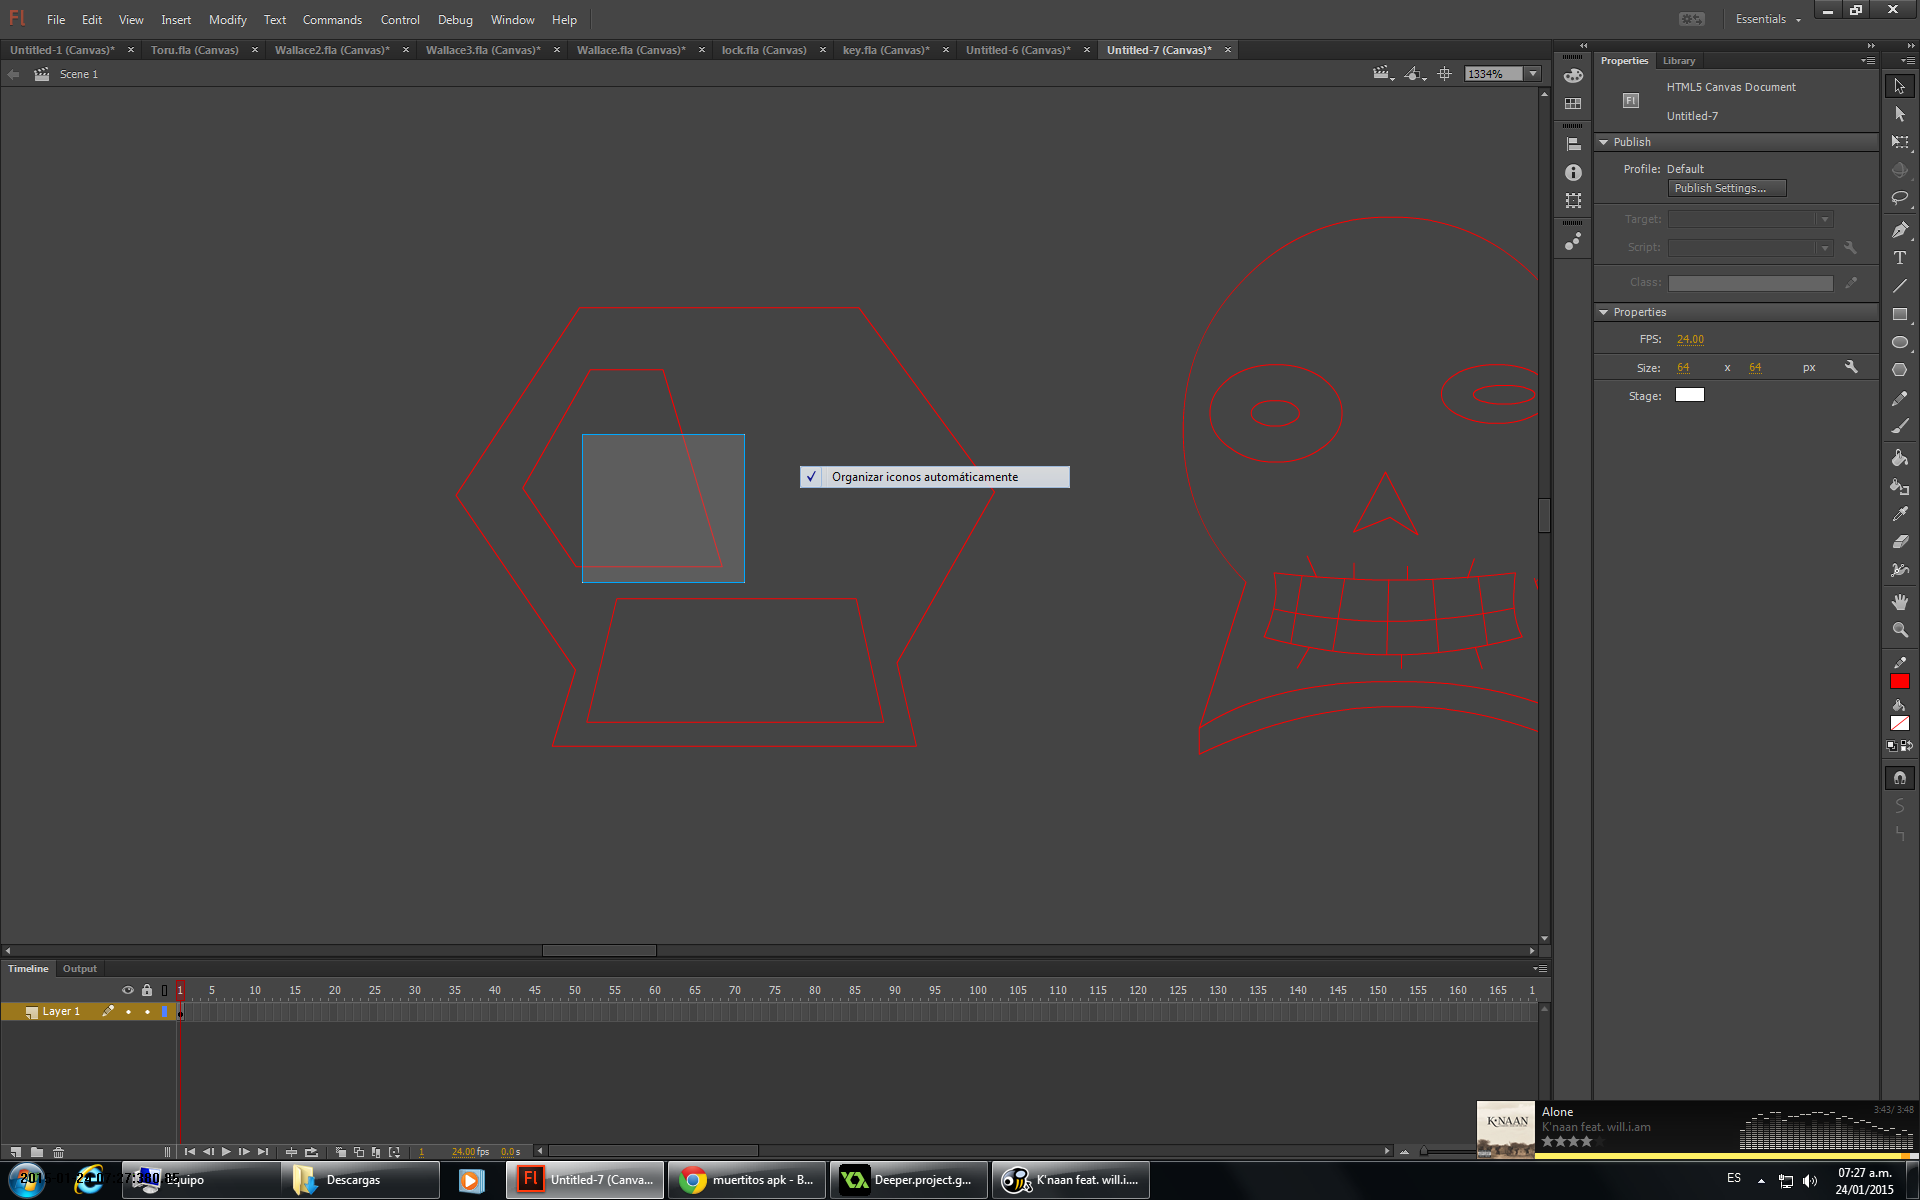 Fl File Edit View Insert Modify Text Commands Control Debug Window Help Essentials
Untitled-1 (Canvas)* Toru.fla (Canvas) Wallace2.fla (Canvas)* Wallace3.fla (Canvas)* Wallace.fla (Canvas)* lock.fla (Canvas) key.fla (Canvas)* Untitled-6 (Canvas)* Untitled-7 (Canvas)*
Scene 1
1334%
Properties Library
HTML5 Canvas Document
Fl
Untitled-7
Publish
Profile: Default
Publish Settings...
Target:
Script:
Class:
Properties
FPS: 24.00
Size: 64 x 64 px
Stage:
Organizar iconos automáticamente
Timeline Output
1 5 10 15 20 25 30 35 40 45 50 55 60 65 70 75 80 85 90 95 100 105 110 115 120 125 130 135 140 145 150 155 160 165 1
Layer 1
1 24.00 fps 0.0 s
K'NAAN
Alone
3:43/ 3:48
K'naan feat. will.i.am
Equipo
Descargas
Fl Untitled-7 (Canva...
muertitos apk - B...
Deeper.project.g...
K'naan feat. will.i....
ES
07:27 a.m.
24/01/2015